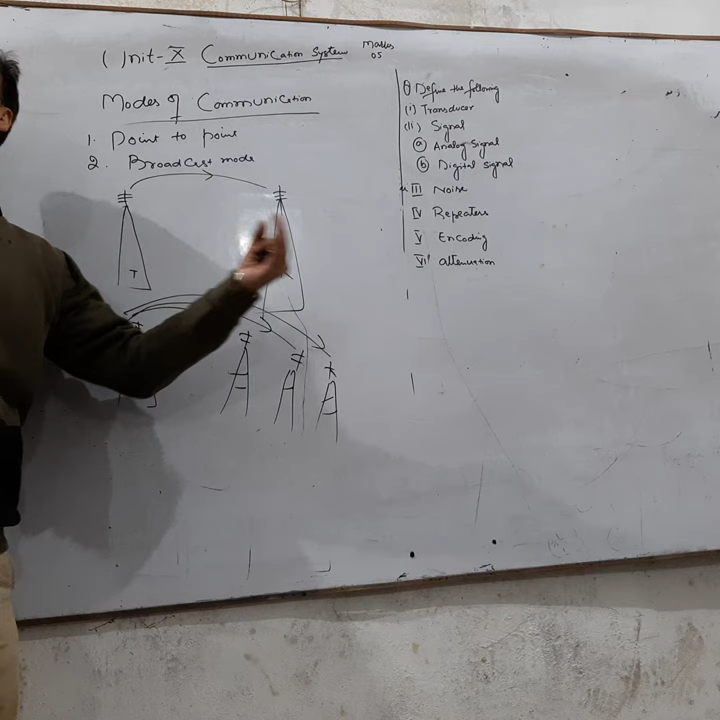 Unit-X Communication System Marks
05
Modes of Communication
1. Point to point
2. Broadcast mode
T
Q Define the following
(i) Transducer
(ii) Signal
(a) Analog Signal
(b) Digital signal
III Noise
IV Repeaters
V Encoding
VI attenuation